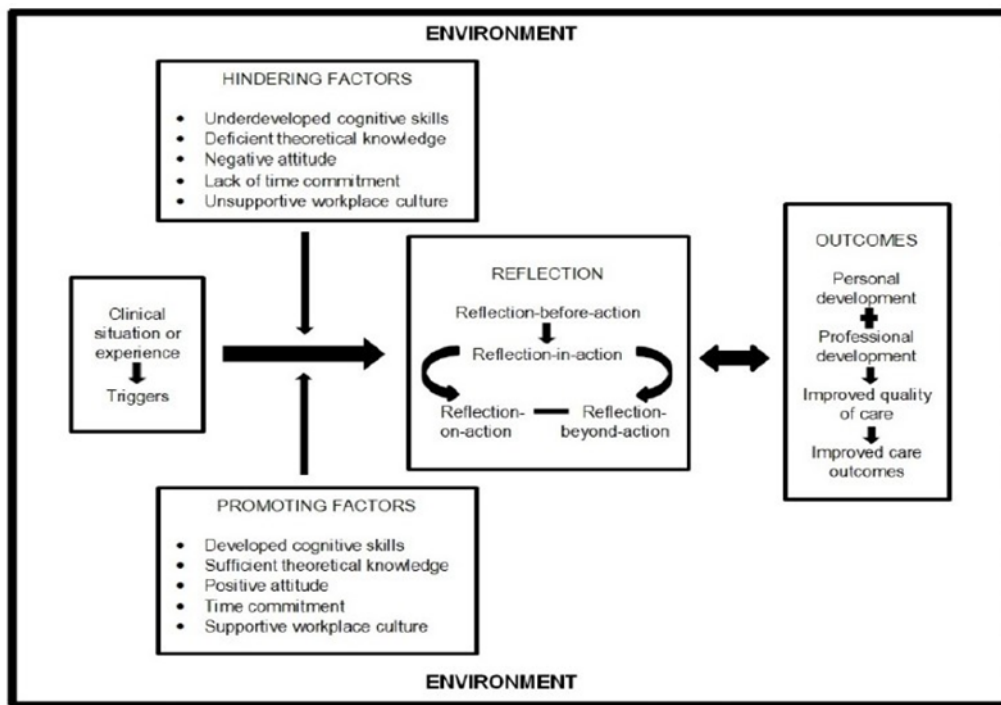 ENVIRONMENT
HINDERING FACTORS
• Underdeveloped cognitive skills
• Deficient theoretical knowledge
• Negative attitude
• Lack of time commitment
• Unsupportive workplace culture
Clinical
situation or
experience
Triggers
REFLECTION
Reflection-before-action
Reflection-in-action
Reflection-
on-action
Reflection-
beyond-action
OUTCOMES
Personal
development
Professional
development
Improved quality
of care
Improved care
outcomes
PROMOTING FACTORS
• Developed cognitive skills
• Sufficient theoretical knowledge
• Positive attitude
• Time commitment
• Supportive workplace culture
ENVIRONMENT